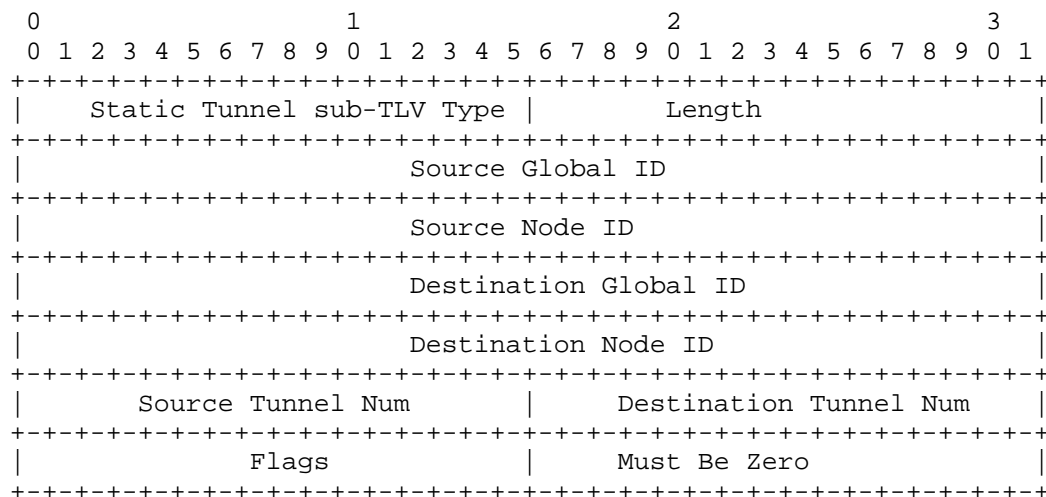 0                   1                   2                   3
 0 1 2 3 4 5 6 7 8 9 0 1 2 3 4 5 6 7 8 9 0 1 2 3 4 5 6 7 8 9 0 1
+-+-+-+-+-+-+-+-+-+-+-+-+-+-+-+-+-+-+-+-+-+-+-+-+-+-+-+-+-+-+-+-+
|    Static Tunnel sub-TLV Type |        Length                 |
+-+-+-+-+-+-+-+-+-+-+-+-+-+-+-+-+-+-+-+-+-+-+-+-+-+-+-+-+-+-+-+-+
|                        Source Global ID                       |
+-+-+-+-+-+-+-+-+-+-+-+-+-+-+-+-+-+-+-+-+-+-+-+-+-+-+-+-+-+-+-+-+
|                        Source Node ID                         |
+-+-+-+-+-+-+-+-+-+-+-+-+-+-+-+-+-+-+-+-+-+-+-+-+-+-+-+-+-+-+-+-+
|                        Destination Global ID                  |
+-+-+-+-+-+-+-+-+-+-+-+-+-+-+-+-+-+-+-+-+-+-+-+-+-+-+-+-+-+-+-+-+
|                        Destination Node ID                    |
+-+-+-+-+-+-+-+-+-+-+-+-+-+-+-+-+-+-+-+-+-+-+-+-+-+-+-+-+-+-+-+-+
|       Source Tunnel Num       |     Destination Tunnel Num    |
+-+-+-+-+-+-+-+-+-+-+-+-+-+-+-+-+-+-+-+-+-+-+-+-+-+-+-+-+-+-+-+-+
|              Flags            |     Must Be Zero              |
+-+-+-+-+-+-+-+-+-+-+-+-+-+-+-+-+-+-+-+-+-+-+-+-+-+-+-+-+-+-+-+-+